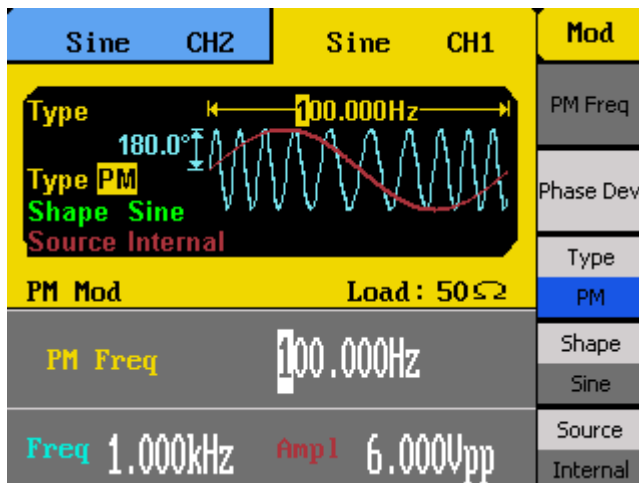 Sine CH2 Sine CH1
Type 100.000Hz
180.0°
Type PM
Shape Sine
Source Internal
PM Mod Load: 50Ω
PM Freq 100.000Hz
Freq 1.000kHz Ampl 6.000Vpp
Mod
PM Freq
Phase Dev
Type
PM
Shape
Sine
Source
Internal